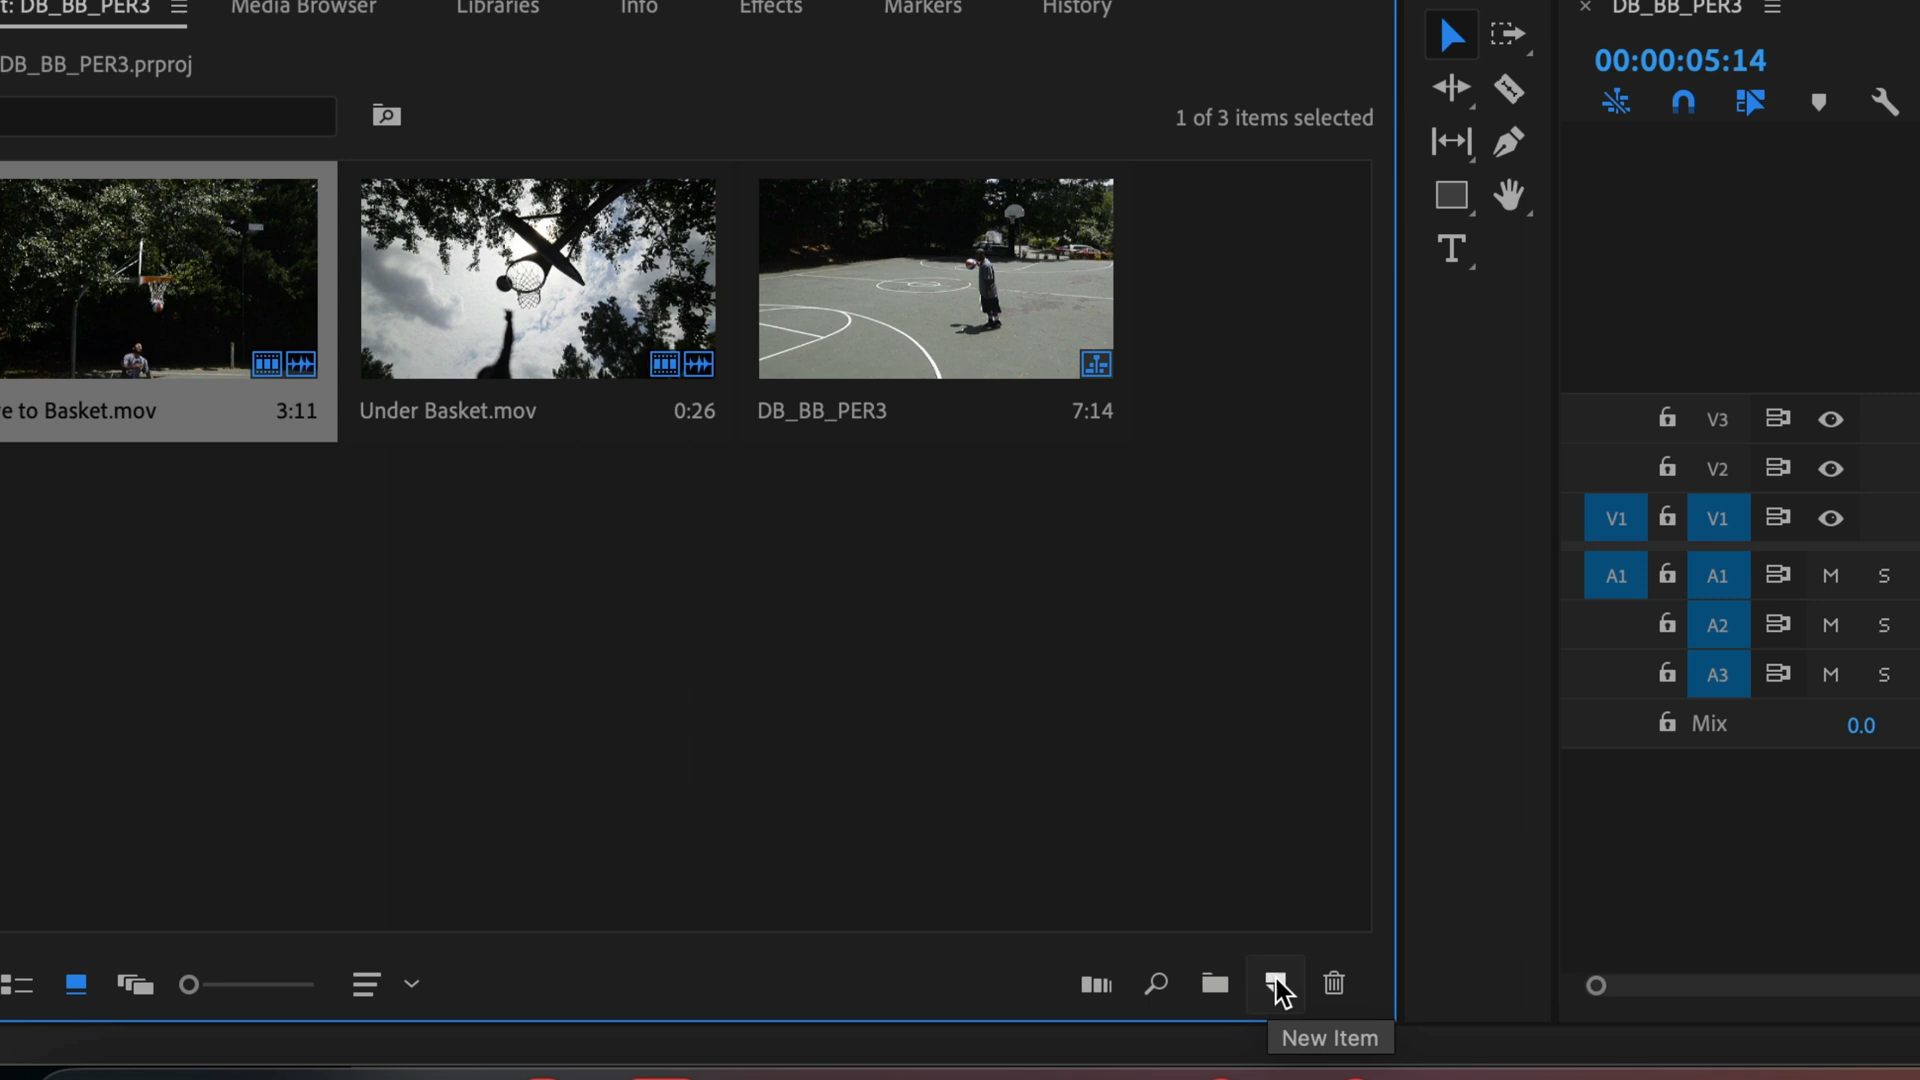 t: DB_BB_PER3 Media Browser Libraries Info Effects Markers History
DB_BB_PER3.prproj
1 of 3 items selected
e to Basket.mov 3:11
Under Basket.mov 0:26
DB_BB_PER3 7:14
New Item
× DB_BB_PER3
00:00:05:14
V3
V2
V1 V1
A1 A1 M S
A2 M S
A3 M S
Mix 0.0